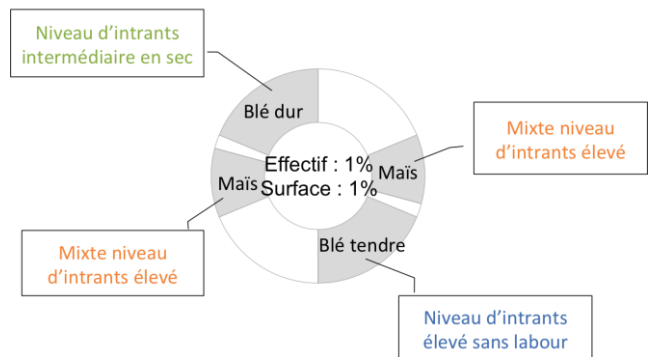 Niveau d'intrants
intermédiaire en sec
Blé dur
Mixte niveau
d'intrants élevé
Effectif : 1%
Surface : 1%
Maïs
Maïs
Mixte niveau
d'intrants élevé
Blé tendre
Niveau d'intrants
élevé sans labour